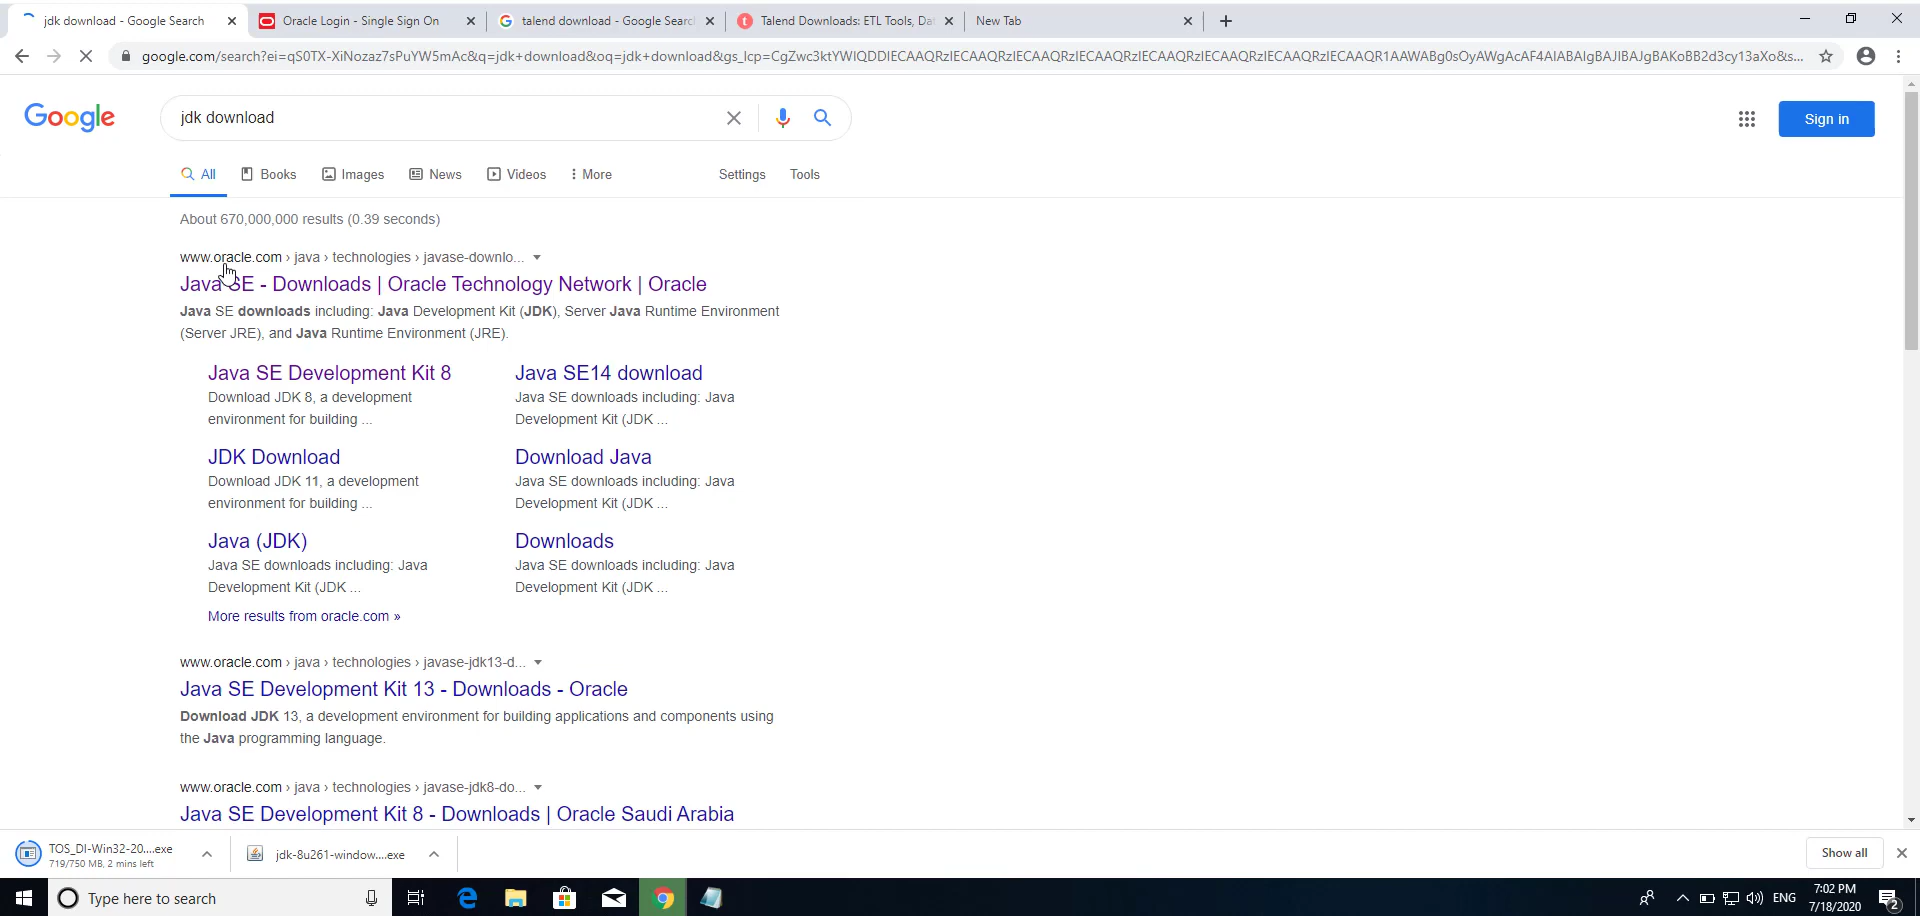 jdk download - Google Search
Oracle Login - Single Sign On
talend download - Google Searc
Talend Downloads: ETL Tools, Da
New Tab
google.com/search?ei=qS0TX-XiNozaz7sPuYW5mAc&q=jdk+download&oq=jdk+download&gs_lcp=CgZwc3ktYWIQDDIECAAQRzIECAAQRzIECAAQRzIECAAQRzIECAAQRzIECAAQRzIECAAQRzIECAAQR1AAWABg0sOyAWgAcAF4AIABAIgBAJIBAJgBAKoBB2d3cy13aXo&s...
Google
jdk download
Sign in
All
Books
Images
News
Videos
More
Settings
Tools
About 670,000,000 results (0.39 seconds)
www.oracle.com › java › technologies › javase-downlo...
Java SE - Downloads | Oracle Technology Network | Oracle
Java SE downloads including: Java Development Kit (JDK), Server Java Runtime Environment
(Server JRE), and Java Runtime Environment (JRE).
Java SE Development Kit 8
Download JDK 8, a development
environment for building ...
Java SE14 download
Java SE downloads including: Java
Development Kit (JDK ...
JDK Download
Download JDK 11, a development
environment for building ...
Download Java
Java SE downloads including: Java
Development Kit (JDK ...
Java (JDK)
Java SE downloads including: Java
Development Kit (JDK ...
Downloads
Java SE downloads including: Java
Development Kit (JDK ...
More results from oracle.com »
www.oracle.com › java › technologies › javase-jdk13-d...
Java SE Development Kit 13 - Downloads - Oracle
Download JDK 13, a development environment for building applications and components using
the Java programming language.
www.oracle.com › java › technologies › javase-jdk8-do...
Java SE Development Kit 8 - Downloads | Oracle Saudi Arabia
TOS_DI-Win32-20....exe
719/750 MB, 2 mins left
jdk-8u261-window....exe
Show all
Type here to search
ENG
7:02 PM
7/18/2020
2